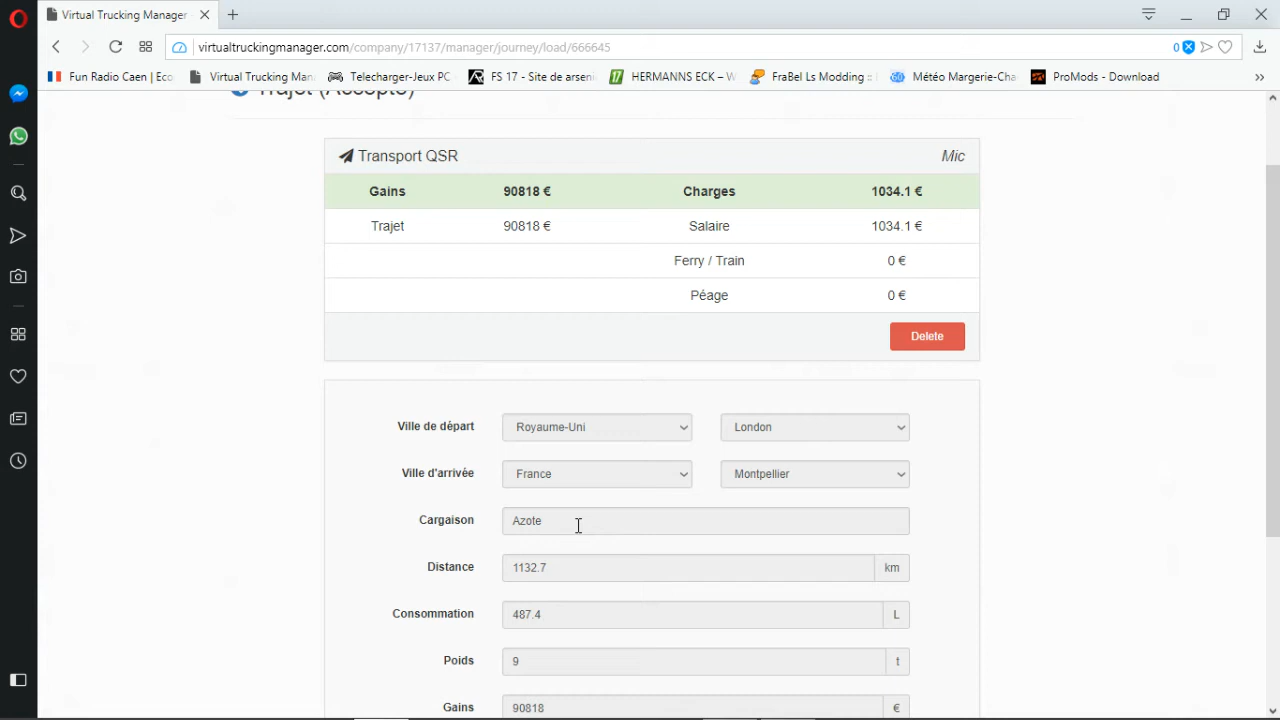 Virtual Trucking Manager
virtualtruckingmanager.com/company/17137/manager/journey/load/666645
0
Fun Radio Caen | Eco
Virtual Trucking Man
Telecharger-Jeux PC
FS 17 - Site de arseni
HERMANNS ECK – W
FraBel Ls Modding ::
Météo Margerie-Cha
ProMods - Download
»
Trajet (Accepté)
Transport QSR
Mic
Gains 90818 € Charges 1034.1 €
Trajet 90818 € Salaire 1034.1 €
Ferry / Train 0 €
Péage 0 €
Delete
Ville de départ Royaume-Uni London
Ville d'arrivée France Montpellier
Cargaison Azote
Distance 1132.7 km
Consommation 487.4 L
Poids 9 t
Gains 90818 €